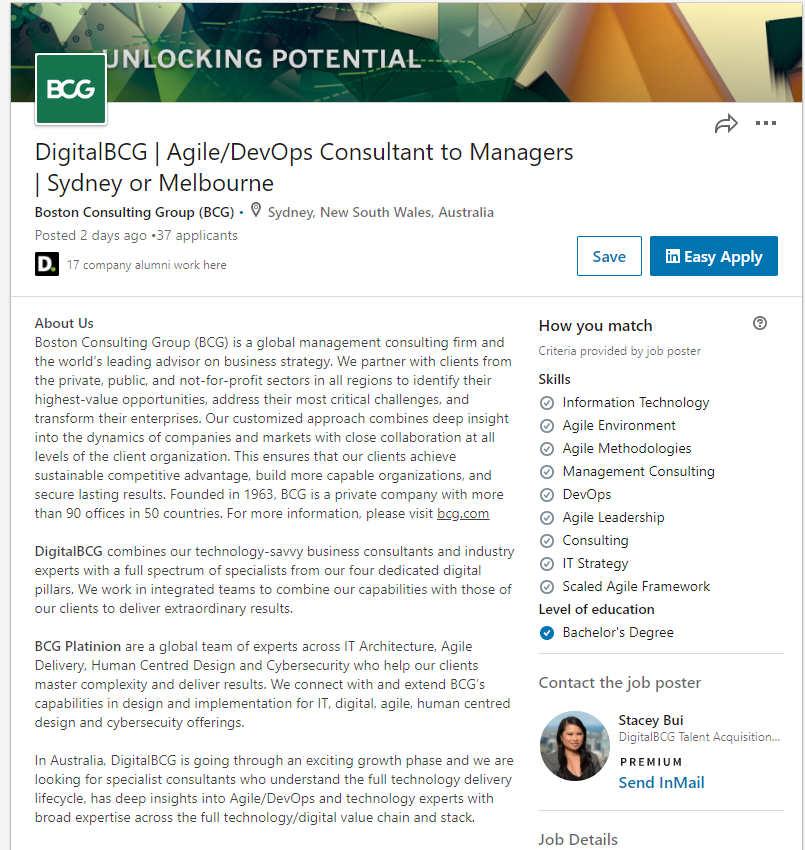 UNLOCKING POTENTIAL
BCG
DigitalBCG | Agile/DevOps Consultant to Managers
| Sydney or Melbourne
Boston Consulting Group (BCG) • Sydney, New South Wales, Australia
Posted 2 days ago •37 applicants
D. 17 company alumni work here
Save
in Easy Apply
About Us
Boston Consulting Group (BCG) is a global management consulting firm and
the world's leading advisor on business strategy. We partner with clients from
the private, public, and not-for-profit sectors in all regions to identify their
highest-value opportunities, address their most critical challenges, and
transform their enterprises. Our customized approach combines deep insight
into the dynamics of companies and markets with close collaboration at all
levels of the client organization. This ensures that our clients achieve
sustainable competitive advantage, build more capable organizations, and
secure lasting results. Founded in 1963, BCG is a private company with more
than 90 offices in 50 countries. For more information, please visit bcg.com
DigitalBCG combines our technology-savvy business consultants and industry
experts with a full spectrum of specialists from our four dedicated digital
pillars. We work in integrated teams to combine our capabilities with those of
our clients to deliver extraordinary results.
BCG Platinion are a global team of experts across IT Architecture, Agile
Delivery, Human Centred Design and Cybersecurity who help our clients
master complexity and deliver results. We connect with and extend BCG's
capabilities in design and implementation for IT, digital, agile, human centred
design and cybersecuity offerings.
In Australia, DigitalBCG is going through an exciting growth phase and we are
looking for specialist consultants who understand the full technology delivery
lifecycle, has deep insights into Agile/DevOps and technology experts with
broad expertise across the full technology/digital value chain and stack.
How you match
Criteria provided by job poster
Skills
Information Technology
Agile Environment
Agile Methodologies
Management Consulting
DevOps
Agile Leadership
Consulting
IT Strategy
Scaled Agile Framework
Level of education
Bachelor's Degree
Contact the job poster
Stacey Bui
DigitalBCG Talent Acquisition...
PREMIUM
Send InMail
Job Details